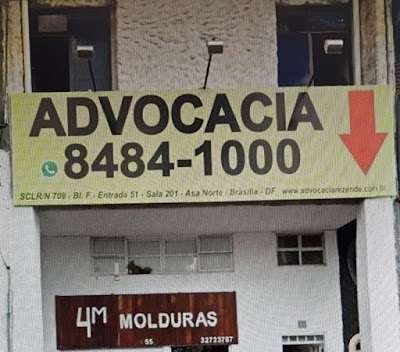 ADVOCACIA
8484-1000
SCLR/N 709 - Bl. F - Entrada 51 - Sala 201 - Asa Norte - Brasília - DF - www.advocaciarezende.com.br
4M MOLDURAS
55 32723787